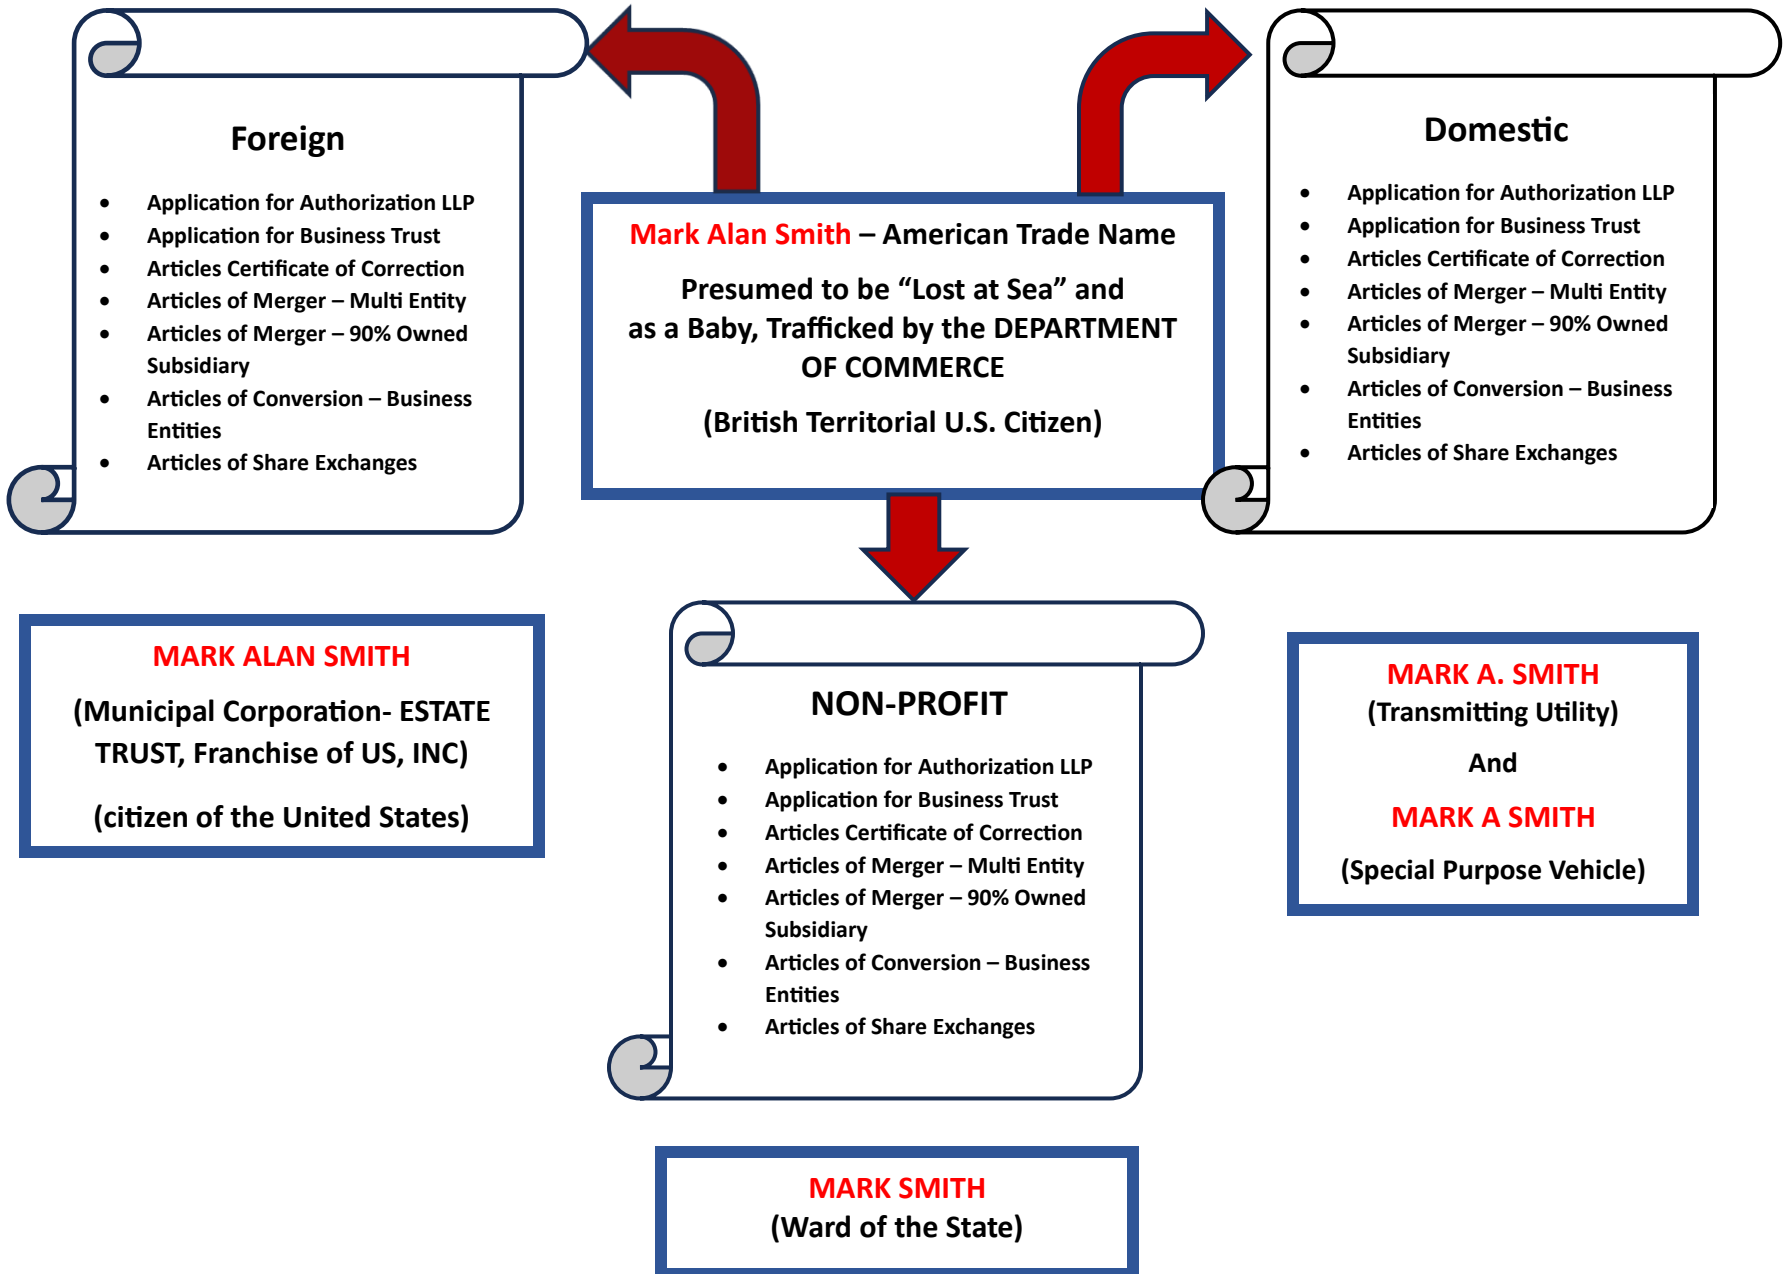 Foreign
• Application for Authorization LLP
• Application for Business Trust
• Articles Certificate of Correction
• Articles of Merger – Multi Entity
• Articles of Merger – 90% Owned
Subsidiary
• Articles of Conversion – Business
Entities
• Articles of Share Exchanges
Mark Alan Smith – American Trade Name
Presumed to be “Lost at Sea” and
as a Baby, Trafficked by the DEPARTMENT
OF COMMERCE
(British Territorial U.S. Citizen)
Domestic
• Application for Authorization LLP
• Application for Business Trust
• Articles Certificate of Correction
• Articles of Merger – Multi Entity
• Articles of Merger – 90% Owned
Subsidiary
• Articles of Conversion – Business
Entities
• Articles of Share Exchanges
MARK ALAN SMITH
(Municipal Corporation- ESTATE
TRUST, Franchise of US, INC)
(citizen of the United States)
NON-PROFIT
• Application for Authorization LLP
• Application for Business Trust
• Articles Certificate of Correction
• Articles of Merger – Multi Entity
• Articles of Merger – 90% Owned
Subsidiary
• Articles of Conversion – Business
Entities
• Articles of Share Exchanges
MARK A. SMITH
(Transmitting Utility)
And
MARK A SMITH
(Special Purpose Vehicle)
MARK SMITH
(Ward of the State)